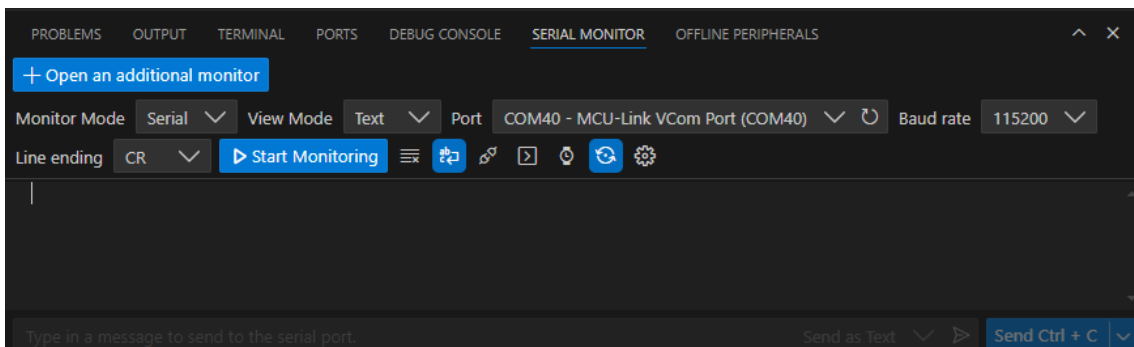 PROBLEMS OUTPUT TERMINAL PORTS DEBUG CONSOLE SERIAL MONITOR OFFLINE PERIPHERALS
+ Open an additional monitor
Monitor Mode Serial View Mode Text Port COM40 - MCU-Link VCom Port (COM40) Baud rate 115200
Line ending CR Start Monitoring
Type in a message to send to the serial port. Send as Text Send Ctrl + C